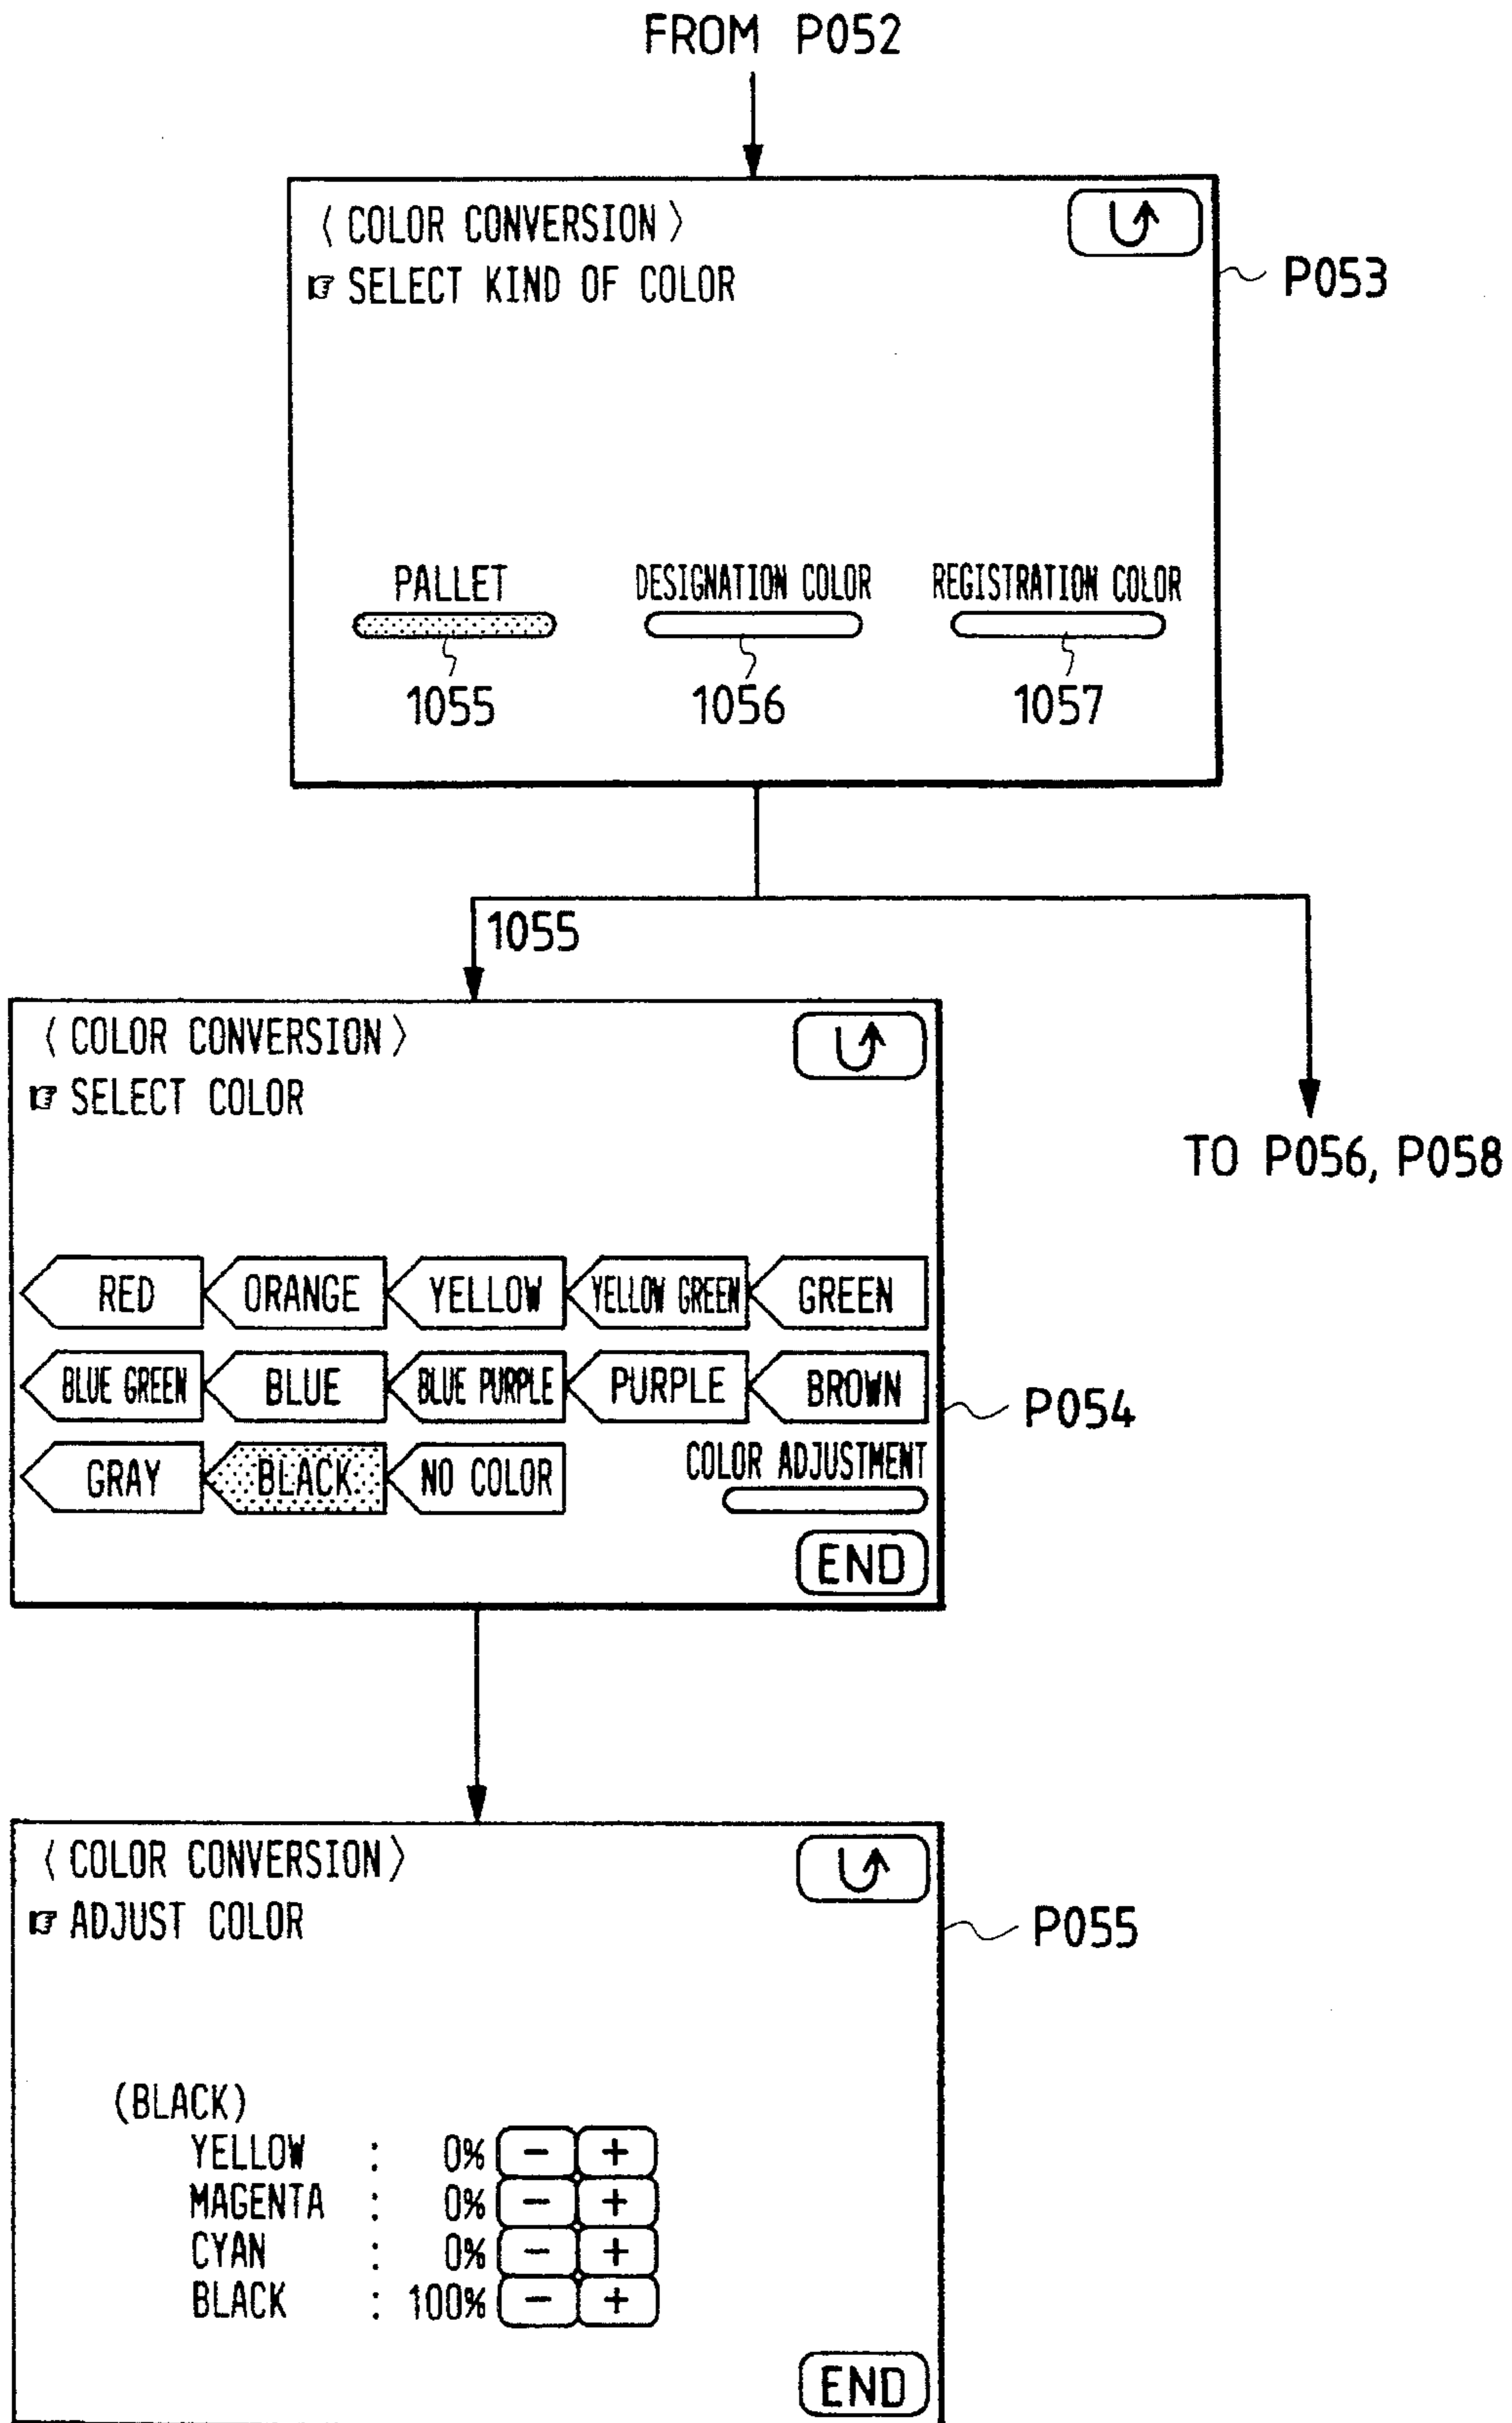 FROM P052
〈 COLOR CONVERSION 〉
☞ SELECT KIND OF COLOR
P053
PALLET DESIGNATION COLOR REGISTRATION COLOR
1055 1056 1057
1055
〈 COLOR CONVERSION 〉
☞ SELECT COLOR
TO P056, P058
RED ORANGE YELLOW YELLOW GREEN GREEN
BLUE GREEN BLUE BLUE PURPLE PURPLE BROWN
P054
GRAY BLACK NO COLOR COLOR ADJUSTMENT
END
〈 COLOR CONVERSION 〉
☞ ADJUST COLOR
P055
(BLACK)
YELLOW : 0% − +
MAGENTA : 0% − +
CYAN : 0% − +
BLACK : 100% − +
END